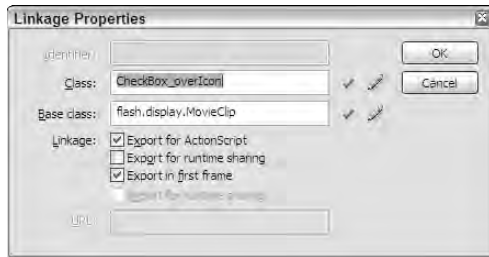 Linkage Properties
Identifier:
OK
Class: CheckBox_overIcon
Cancel
Base class: flash.display.MovieClip
Linkage: Export for ActionScript
Export for runtime sharing
Export in first frame
URL: